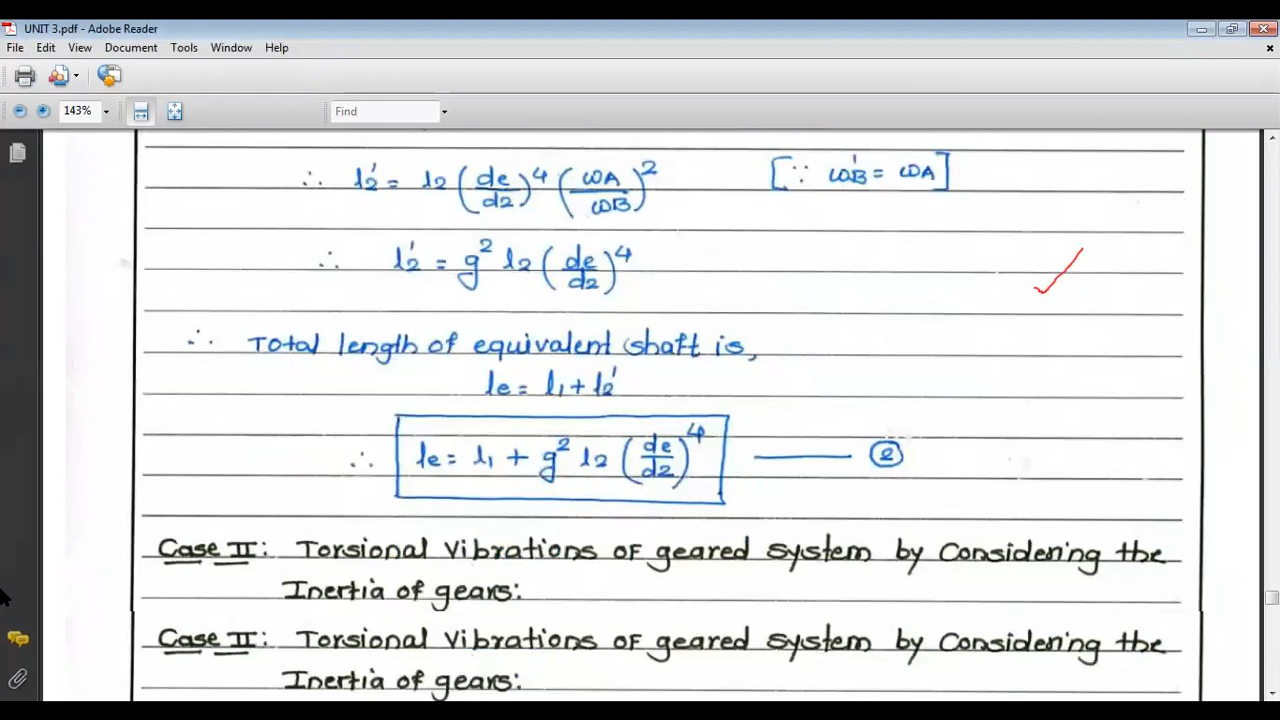 UNIT 3.pdf - Adobe Reader
File Edit View Document Tools Window Help
143% Find
∴ l2' = l2 (de/d2)^4 (ωA/ωB)^2 [∵ ωB' = ωA]
∴ l2' = g^2 l2 (de/d2)^4
∴ Total length of equivalent shaft is,
le = l1 + l2'
∴ le = l1 + g^2 l2 (de/d2)^4 —— ②
Case II: Torsional Vibrations of geared system by Considering the
Inertia of gears:
Case II: Torsional Vibrations of geared system by Considering the
Inertia of gears: